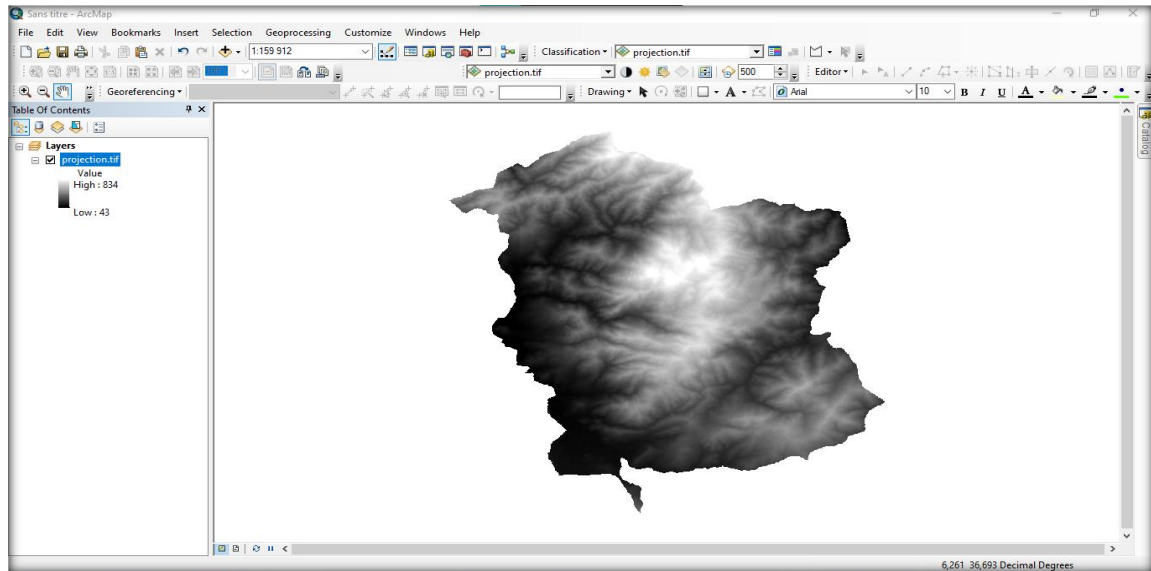 Sans titre - ArcMap
File Edit View Bookmarks Insert Selection Geoprocessing Customize Windows Help
1:159 912 Classification projection.tif
projection.tif 500 Editor
Georeferencing Drawing A Arial 10 B I U A
Table Of Contents
Catalog
Layers
projection.tif
Value
High : 834
Low : 43
6,261 36,693 Decimal Degrees